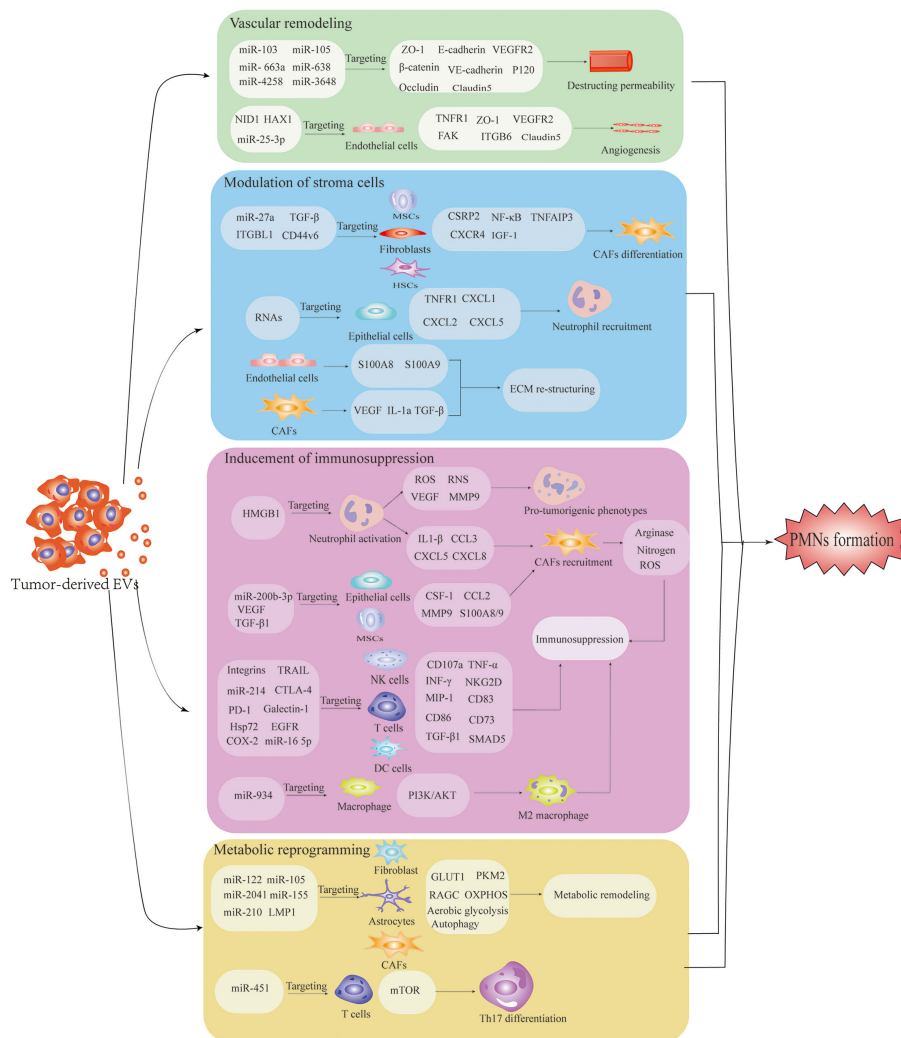 Vascular remodeling
miR-103 miR-105
miR- 663a miR-638
miR-4258 miR-3648
Targeting
ZO-1 E-cadherin VEGFR2
β-catenin VE-cadherin P120
Occludin Claudin5
Destructing permeability
NID1 HAX1
miR-25-3p
Targeting
Endothelial cells
TNFR1 ZO-1 VEGFR2
FAK ITGB6 Claudin5
Angiogenesis
Modulation of stroma cells
miR-27a TGF-β
ITGBL1 CD44v6
Targeting
MSCs
Fibroblasts
HSCs
CSRP2 NF-κB TNFAIP3
CXCR4 IGF-1
CAFs differentiation
RNAs
Targeting
Epithelial cells
TNFR1 CXCL1
CXCL2 CXCL5
Neutrophil recruitment
Endothelial cells
S100A8 S100A9
CAFs
VEGF IL-1a TGF-β
ECM re-structuring
Tumor-derived EVs
Inducement of immunosuppression
HMGB1
Targeting
Neutrophil activation
ROS RNS
VEGF MMP9
Pro-tumorigenic phenotypes
IL1-β CCL3
CXCL5 CXCL8
CAFs recruitment
Arginase
Nitrogen
ROS
miR-200b-3p
VEGF
TGF-β1
Targeting
Epithelial cells
MSCs
CSF-1 CCL2
MMP9 S100A8/9
Immunosuppression
Integrins TRAIL
miR-214 CTLA-4
PD-1 Galectin-1
Hsp72 EGFR
COX-2 miR-16 5p
Targeting
NK cells
T cells
DC cells
CD107a TNF-α
INF-γ NKG2D
MIP-1 CD83
CD86 CD73
TGF-β1 SMAD5
miR-934
Targeting
Macrophage
PI3K/AKT
M2 macrophage
Metabolic reprogramming
miR-122 miR-105
miR-2041 miR-155
miR-210 LMP1
Targeting
Fibroblast
Astrocytes
CAFs
GLUT1 PKM2
RAGC OXPHOS
Aerobic glycolysis
Autophagy
Metabolic remodeling
miR-451
Targeting
T cells
mTOR
Th17 differentiation
PMNs formation